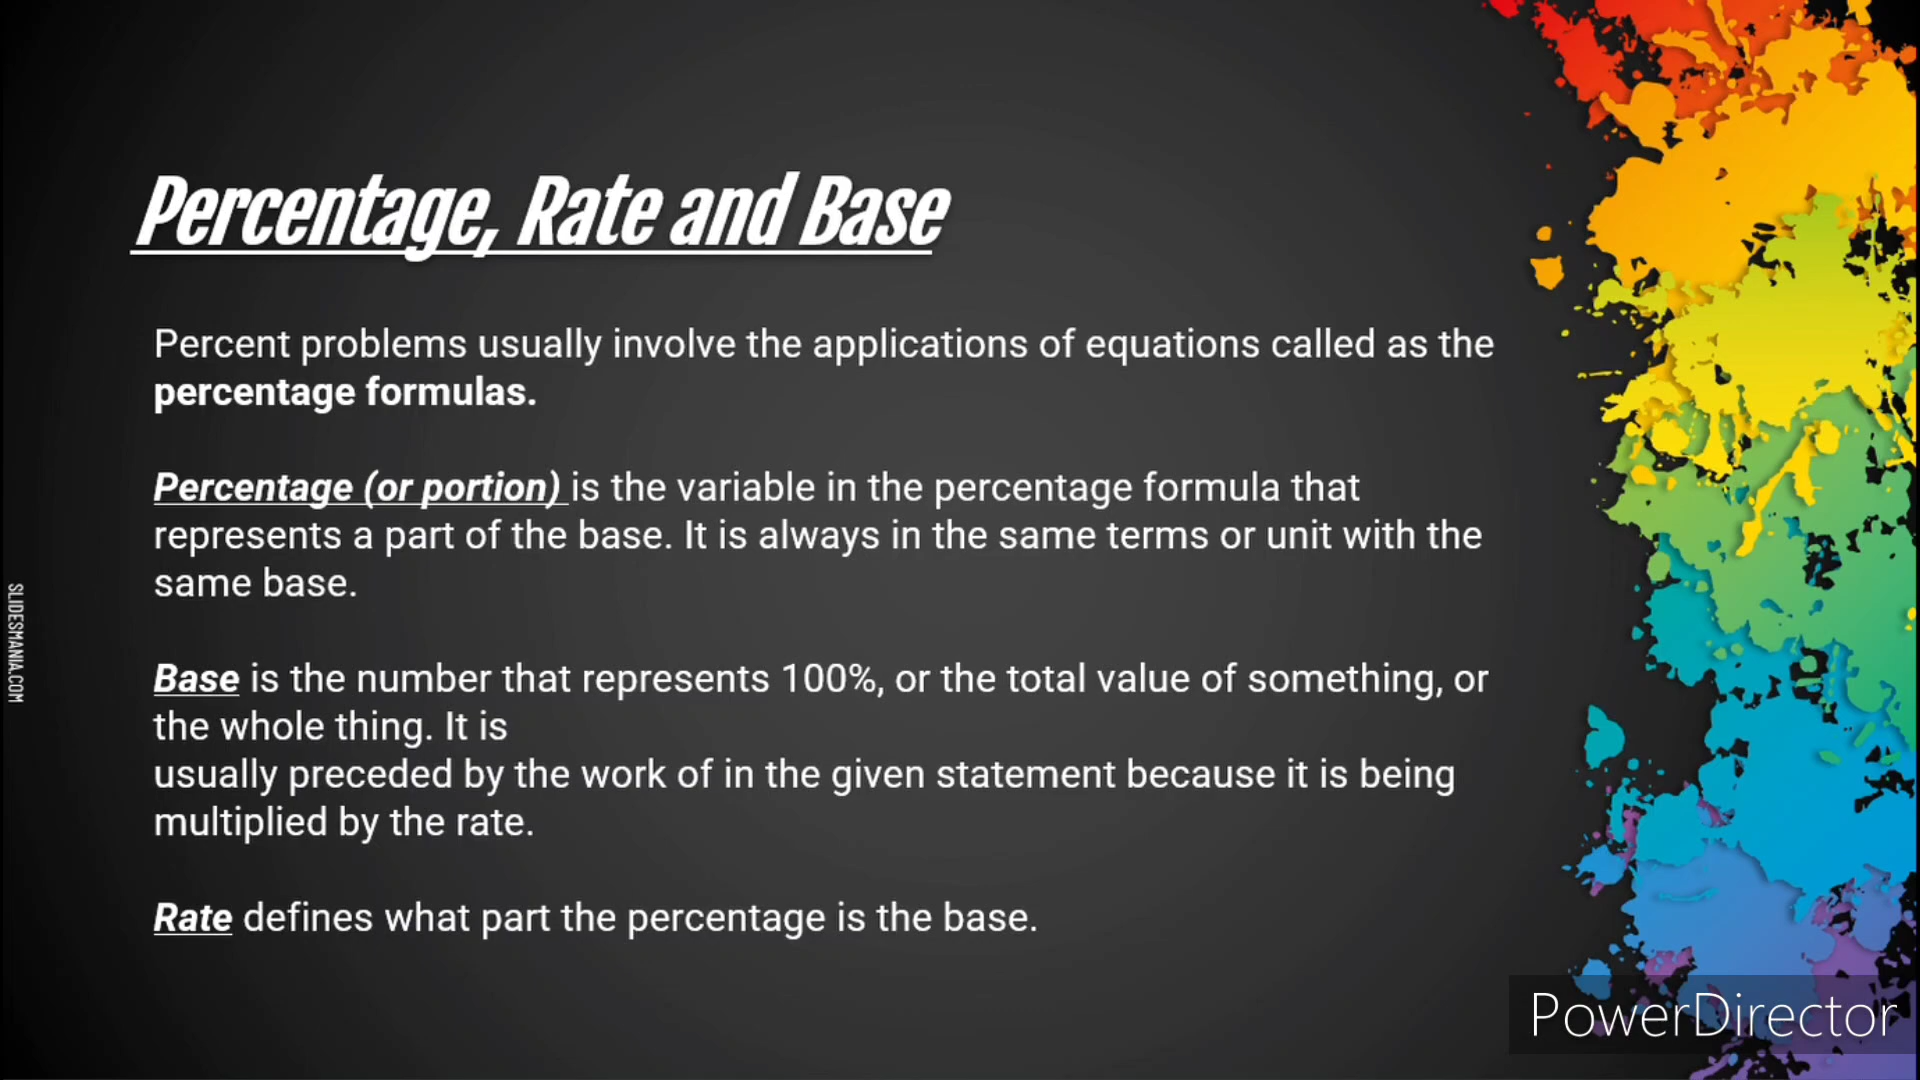 Percentage, Rate and Base
Percent problems usually involve the applications of equations called as the
percentage formulas.
Percentage (or portion) is the variable in the percentage formula that
represents a part of the base. It is always in the same terms or unit with the
same base.
Base is the number that represents 100%, or the total value of something, or
the whole thing. It is
usually preceded by the work of in the given statement because it is being
multiplied by the rate.
Rate defines what part the percentage is the base.
SLIDESMANIA.COM
PowerDirector